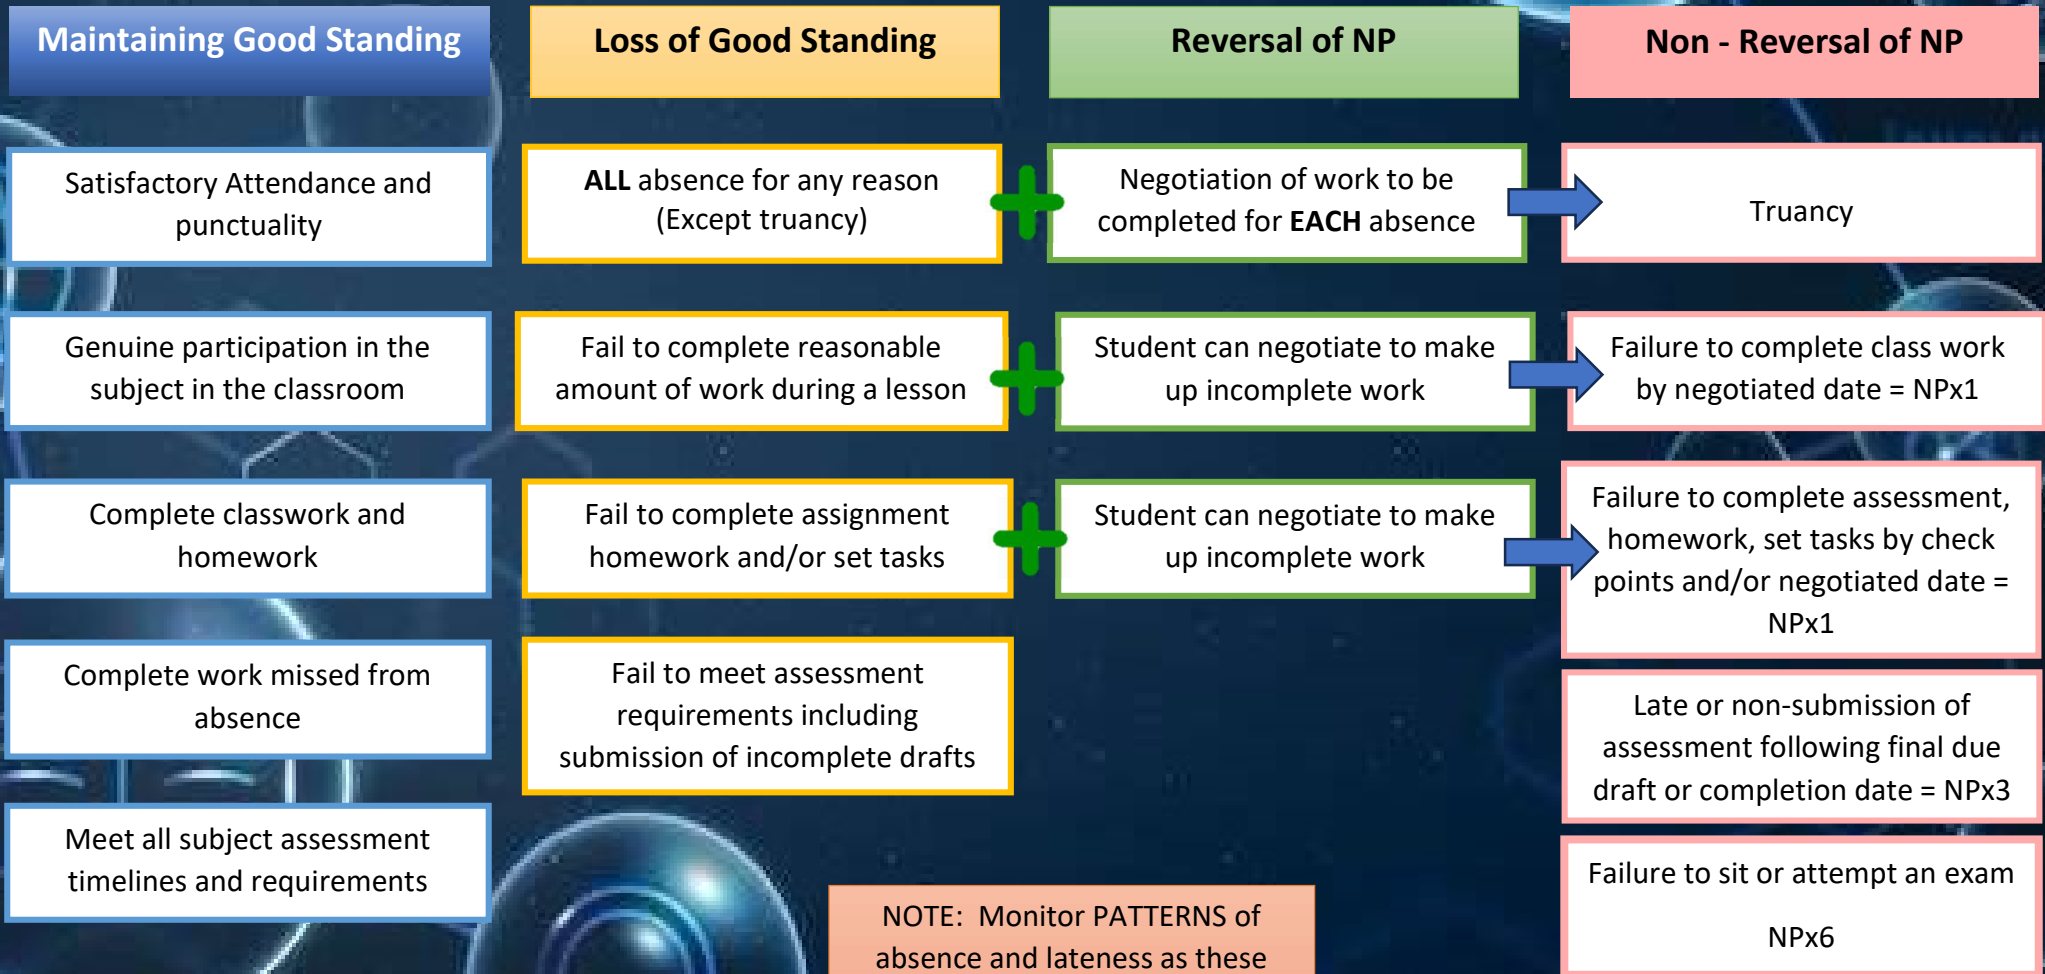 Maintaining Good Standing
Loss of Good Standing
Reversal of NP
Non - Reversal of NP
Satisfactory Attendance and
punctuality
ALL absence for any reason
(Except truancy)
Negotiation of work to be
completed for EACH absence
Truancy
Genuine participation in the
subject in the classroom
Fail to complete reasonable
amount of work during a lesson
Student can negotiate to make
up incomplete work
Failure to complete class work
by negotiated date = NPx1
Complete classwork and
homework
Fail to complete assignment
homework and/or set tasks
Student can negotiate to make
up incomplete work
Failure to complete assessment,
homework, set tasks by check
points and/or negotiated date =
NPx1
Complete work missed from
absence
Fail to meet assessment
requirements including
submission of incomplete drafts
Late or non-submission of
assessment following final due
draft or completion date = NPx3
Meet all subject assessment
timelines and requirements
Failure to sit or attempt an exam
NPx6
NOTE: Monitor PATTERNS of
absence and lateness as these